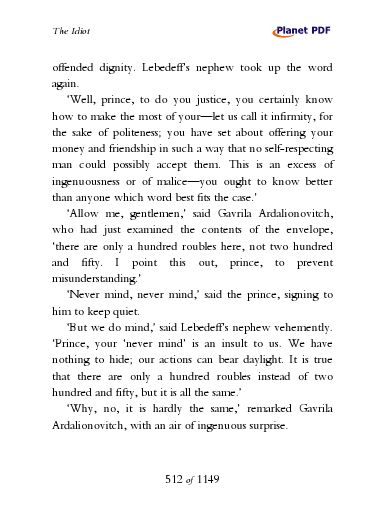 The Idiot
Planet PDF
offended dignity. Lebedeff's nephew took up the word
again.
'Well, prince, to do you justice, you certainly know
how to make the most of your—let us call it infirmity, for
the sake of politeness; you have set about offering your
money and friendship in such a way that no self-respecting
man could possibly accept them. This is an excess of
ingenuousness or of malice—you ought to know better
than anyone which word best fits the case.'
'Allow me, gentlemen,' said Gavrila Ardalionovitch,
who had just examined the contents of the envelope,
'there are only a hundred roubles here, not two hundred
and fifty. I point this out, prince, to prevent
misunderstanding.'
'Never mind, never mind,' said the prince, signing to
him to keep quiet.
'But we do mind,' said Lebedeff's nephew vehemently.
'Prince, your 'never mind' is an insult to us. We have
nothing to hide; our actions can bear daylight. It is true
that there are only a hundred roubles instead of two
hundred and fifty, but it is all the same.'
'Why, no, it is hardly the same,' remarked Gavrila
Ardalionovitch, with an air of ingenuous surprise.
512 of 1149